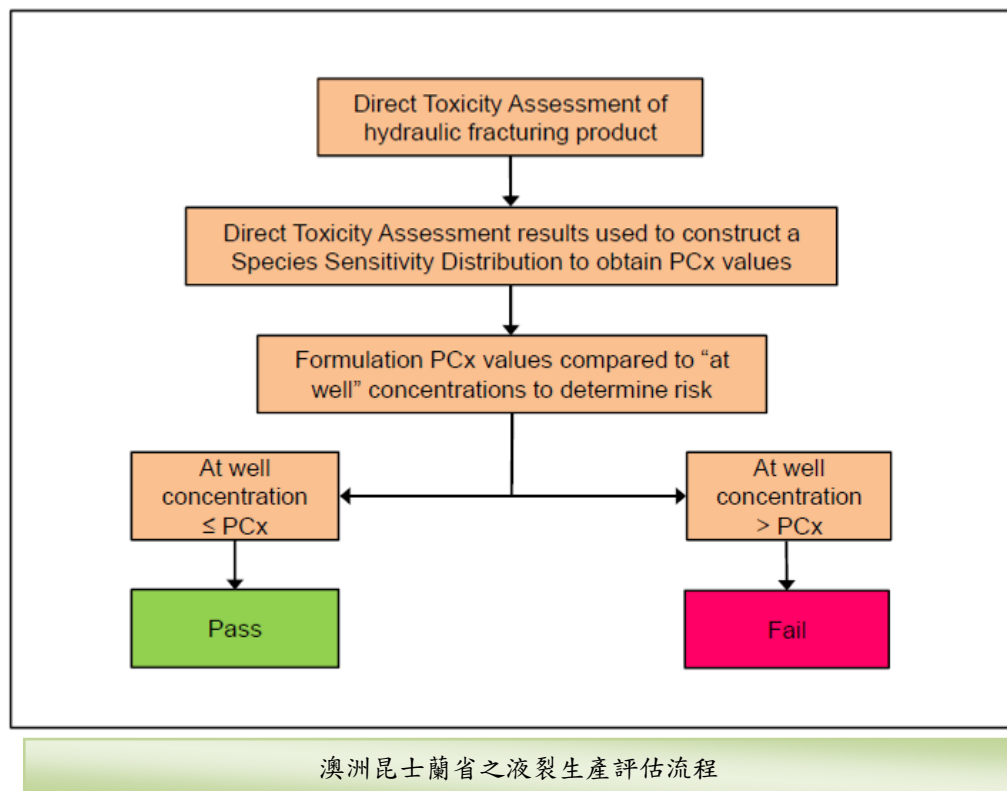 Direct Toxicity Assessment of
hydraulic fracturing product
Direct Toxicity Assessment results used to construct a
Species Sensitivity Distribution to obtain PCx values
Formulation PCx values compared to “at
well” concentrations to determine risk
At well
concentration
≤ PCx
At well
concentration
> PCx
Pass
Fail
澳洲昆士蘭省之液裂生產評估流程